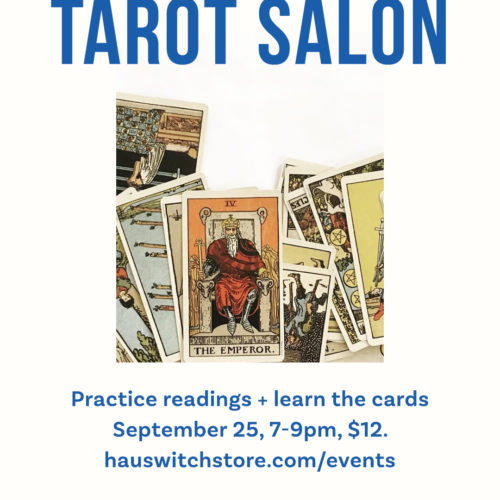 TAROT SALON
IV
THE EMPEROR.
Practice readings + learn the cards
September 25, 7-9pm, $12.
hauswitchstore.com/events